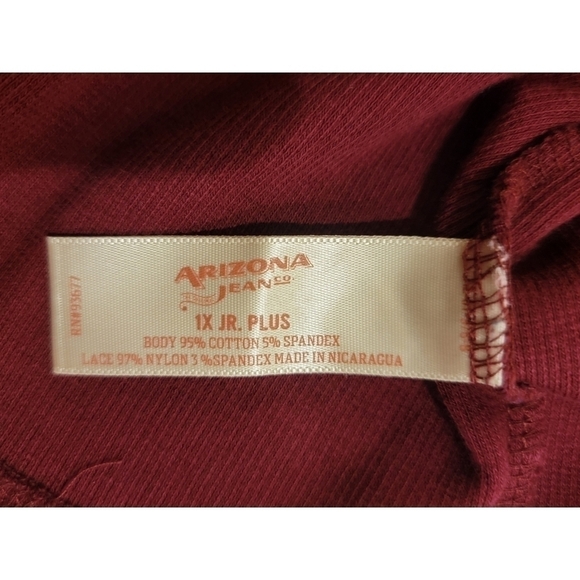 ARIZONA
JEAN CO.
1X JR. PLUS
BODY 95% COTTON 5% SPANDEX
LACE 97% NYLON 3 %SPANDEX MADE IN NICARAGUA
RN#93677